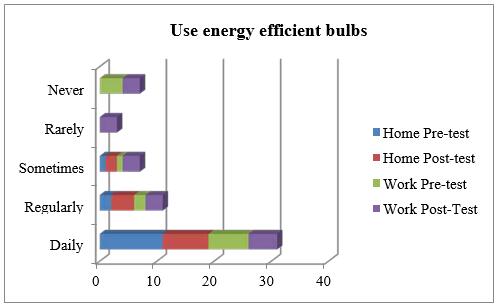 Use energy efficient bulbs
Never
Rarely
Sometimes
Regularly
Daily
0 10 20 30 40
Home Pre-test
Home Post-test
Work Pre-test
Work Post-Test